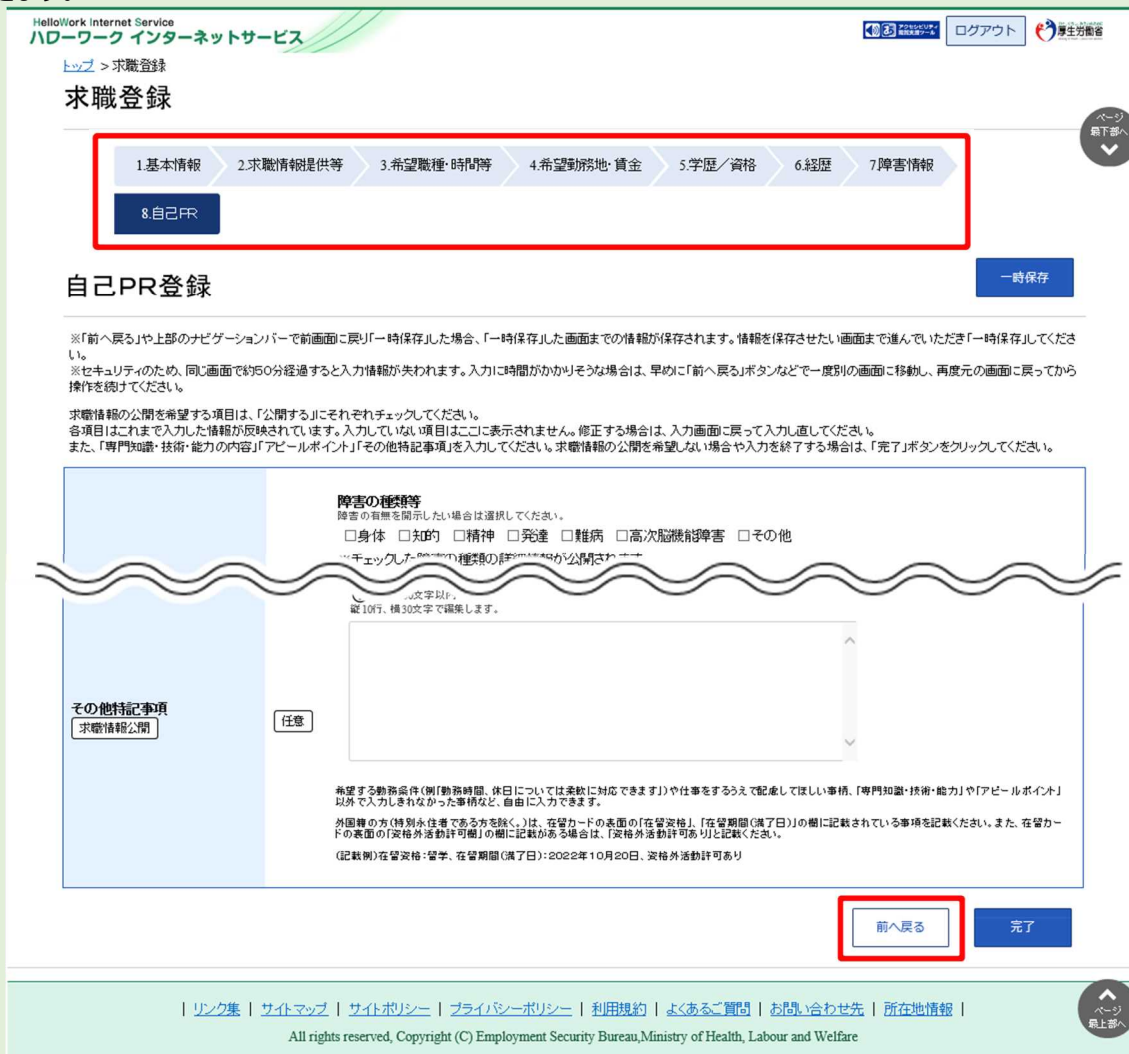 HelloWork Internet Service
ハローワーク インターネットサービス
アクセシビリティ
閲覧支援ツール
ログアウト
厚生労働省
トップ >求職登録
求職登録
ページ
最下部へ
1.基本情報
2.求職情報提供等
3.希望職種・時間等
4.希望勤務地・賃金
5.学歴／資格
6.経歴
7.障害情報
8.自己PR
自己PR登録
一時保存
※「前へ戻る」や上部のナビゲーションバーで前画面に戻り「一時保存」した場合、「一時保存」した画面までの情報が保存されます。情報を保存させたい画面まで進んでいただき「一時保存」してくださ
い。
※セキュリティのため、同じ画面で約50分経過すると入力情報が失われます。入力に時間がかかりそうな場合は、早めに「前へ戻る」ボタンなどで一度別の画面に移動し、再度元の画面に戻ってから
操作を続けてください。
求職情報の公開を希望する項目は、「公開する」にそれぞれチェックしてください。
各項目はこれまで入力した情報が反映されています。入力していない項目はここに表示されません。修正する場合は、入力画面に戻って入力し直してください。
また、「専門知識・技術・能力の内容」「アピールポイント」「その他特記事項」を入力してください。求職情報の公開を希望しない場合や入力を終了する場合は、「完了」ボタンをクリックしてください。
障害の種類等
障害の有無を開示したい場合は選択してください。
□身体 □知的 □精神 □発達 □難病 □高次脳機能障害 □その他
※チェックした障害の種類の詳細情報が公開されます
文字以
縦10行、横30文字で編集します。
その他特記事項
求職情報公開
任意
希望する勤務条件(例「勤務時間、休日については柔軟に対応できます」)や仕事をするうえで配慮してほしい事柄、「専門知識・技術・能力」や「アピールポイント」
以外で入力しきれなかった事柄など、自由に入力できます。
外国籍の方(特別永住者である方を除く。)は、在留カードの表面の「在留資格」、「在留期間(満了日)」の欄に記載されている事項を記載ください。また、在留カー
ドの裏面の「資格外活動許可欄」の欄に記載がある場合は、「資格外活動許可あり」と記載ください。
(記載例)在留資格：留学、在留期間(満了日)：2022年10月20日、資格外活動許可あり
前へ戻る
完了
| リンク集 | サイトマップ | サイトポリシー | プライバシーポリシー | 利用規約 | よくあるご質問 | お問い合わせ先 | 所在地情報 |
All rights reserved, Copyright (C) Employment Security Bureau,Ministry of Health, Labour and Welfare
ページ
最上部へ